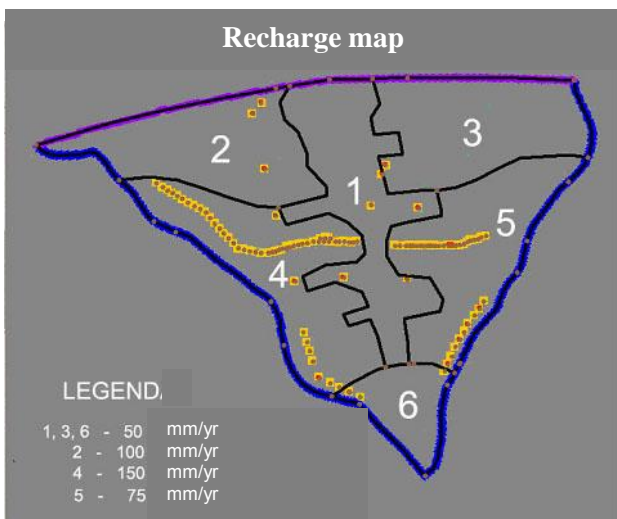 Recharge map
2
3
1
5
4
6
LEGEND
1, 3, 6 - 50 mm/yr
2 - 100 mm/yr
4 - 150 mm/yr
5 - 75 mm/yr